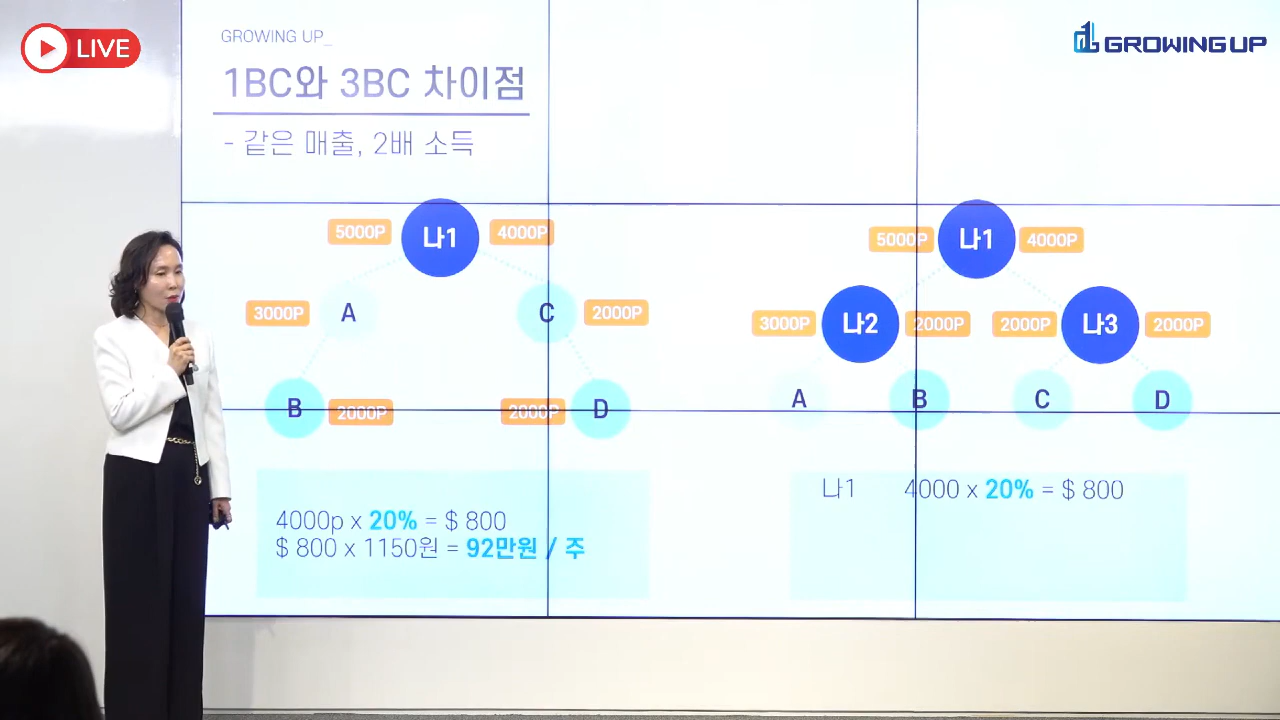 LIVE
GROWING UP_
GROWING UP
1BC와 3BC 차이점
- 같은 매출, 2배 소득
5000P
나1
4000P
3000P
A
C
2000P
B
2000P
2000P
D
4000p x 20% = $ 800
$ 800 x 1150원 = 92만원 / 주
5000P
나1
4000P
3000P
나2
2000P
2000P
나3
2000P
A
B
C
D
나1 4000 x 20% = $ 800